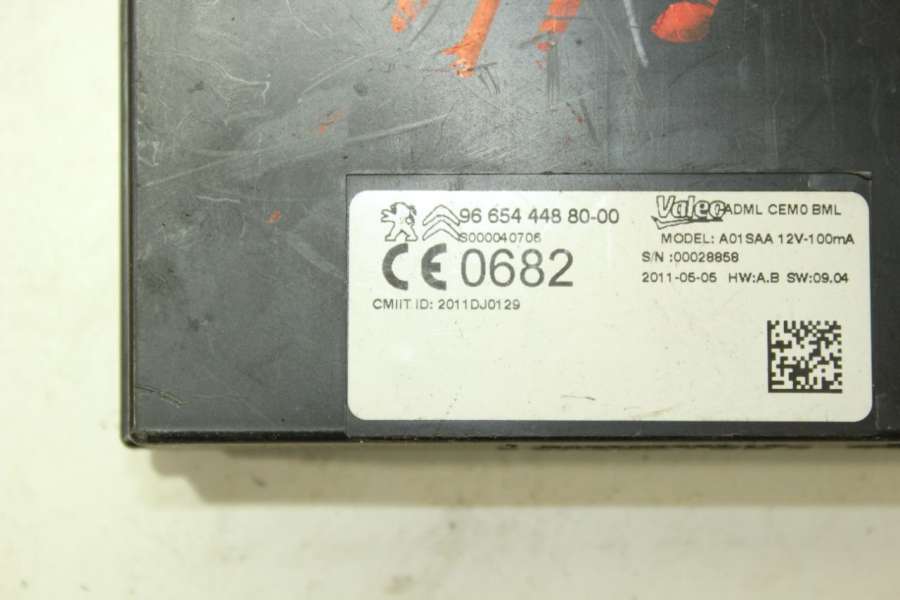 96 654 448 80-00
S000040706
CE 0682
CMIIT ID: 2011DJ0129
Valeo ADML CEM0 BML
MODEL: A01SAA 12V-100mA
S/N :00028858
2011-05-05 HW:A.B SW:09.04